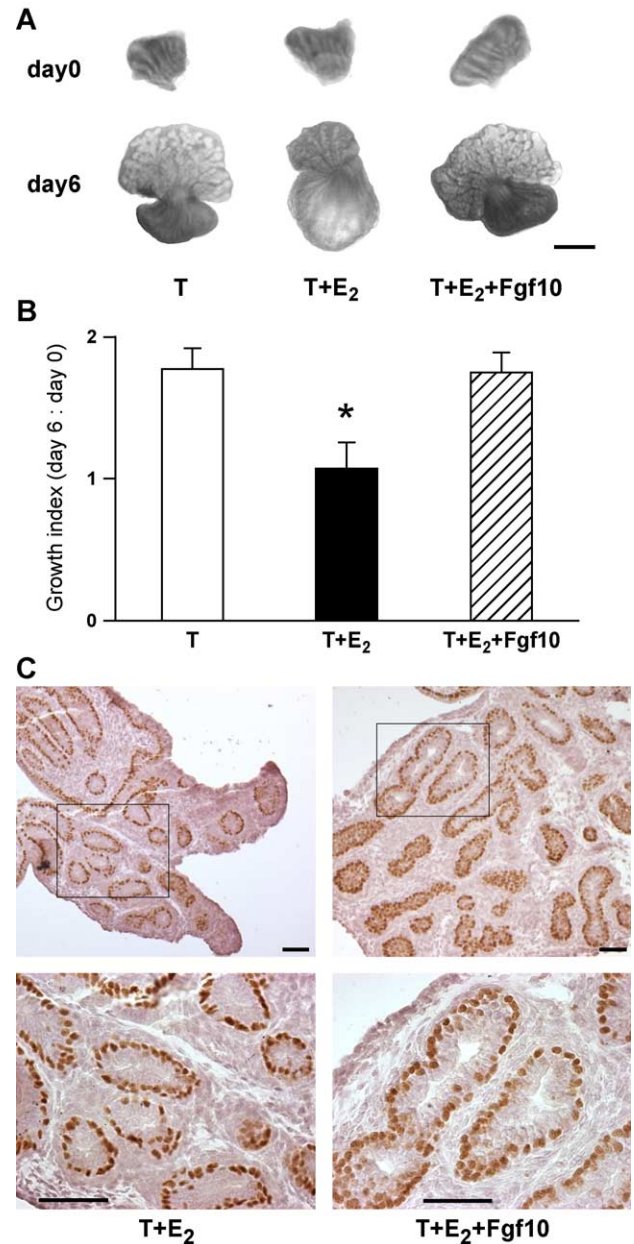 A
day0
day6
T T+E₂ T+E₂+Fgf10
B
Growth index (day 6 : day 0)
2
*
1
0
T T+E₂ T+E₂+Fgf10
C
T+E₂ T+E₂+Fgf10